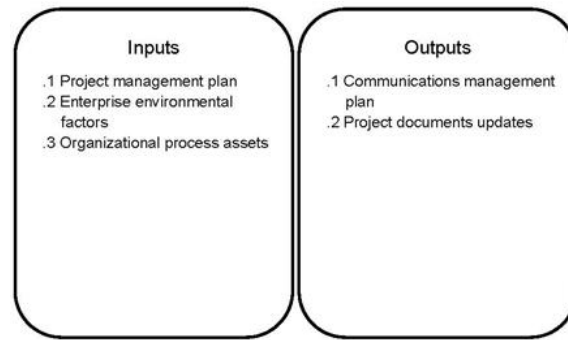 Inputs
.1 Project management plan
.2 Enterprise environmental
factors
.3 Organizational process assets
Outputs
.1 Communications management
plan
.2 Project documents updates